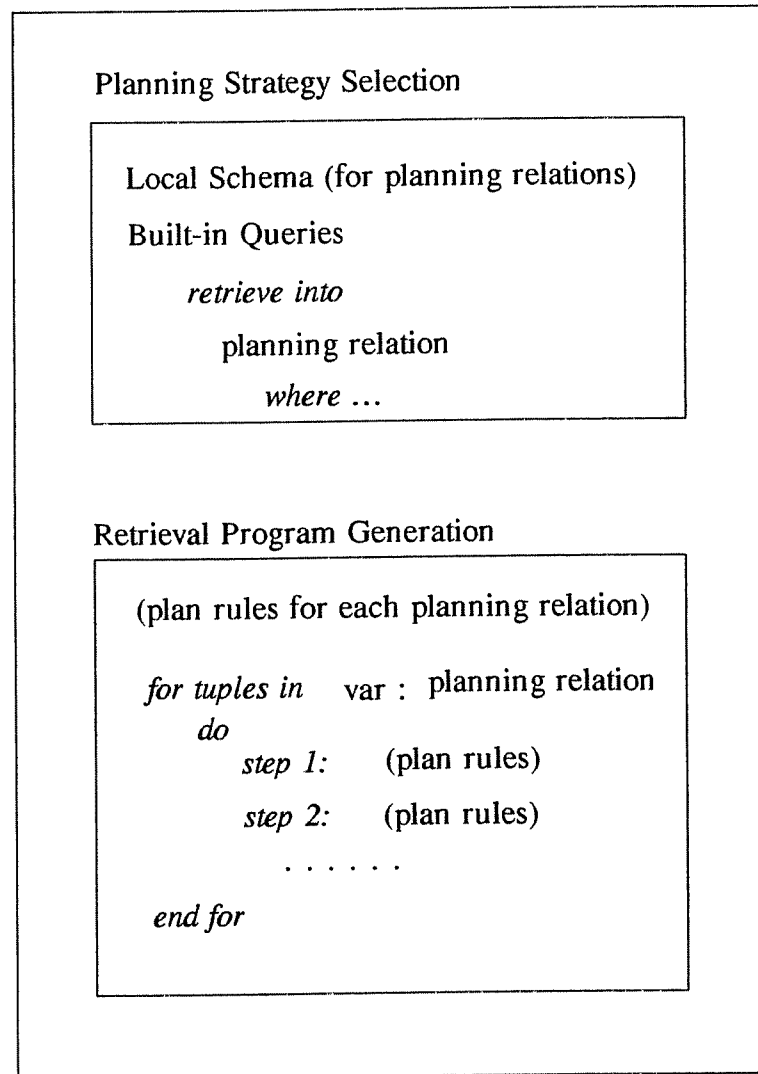 Planning Strategy Selection
Local Schema (for planning relations)
Built-in Queries
retrieve into
planning relation
where ...
Retrieval Program Generation
(plan rules for each planning relation)
for tuples in var : planning relation
do
step 1: (plan rules)
step 2: (plan rules)
. . . . . .
end for